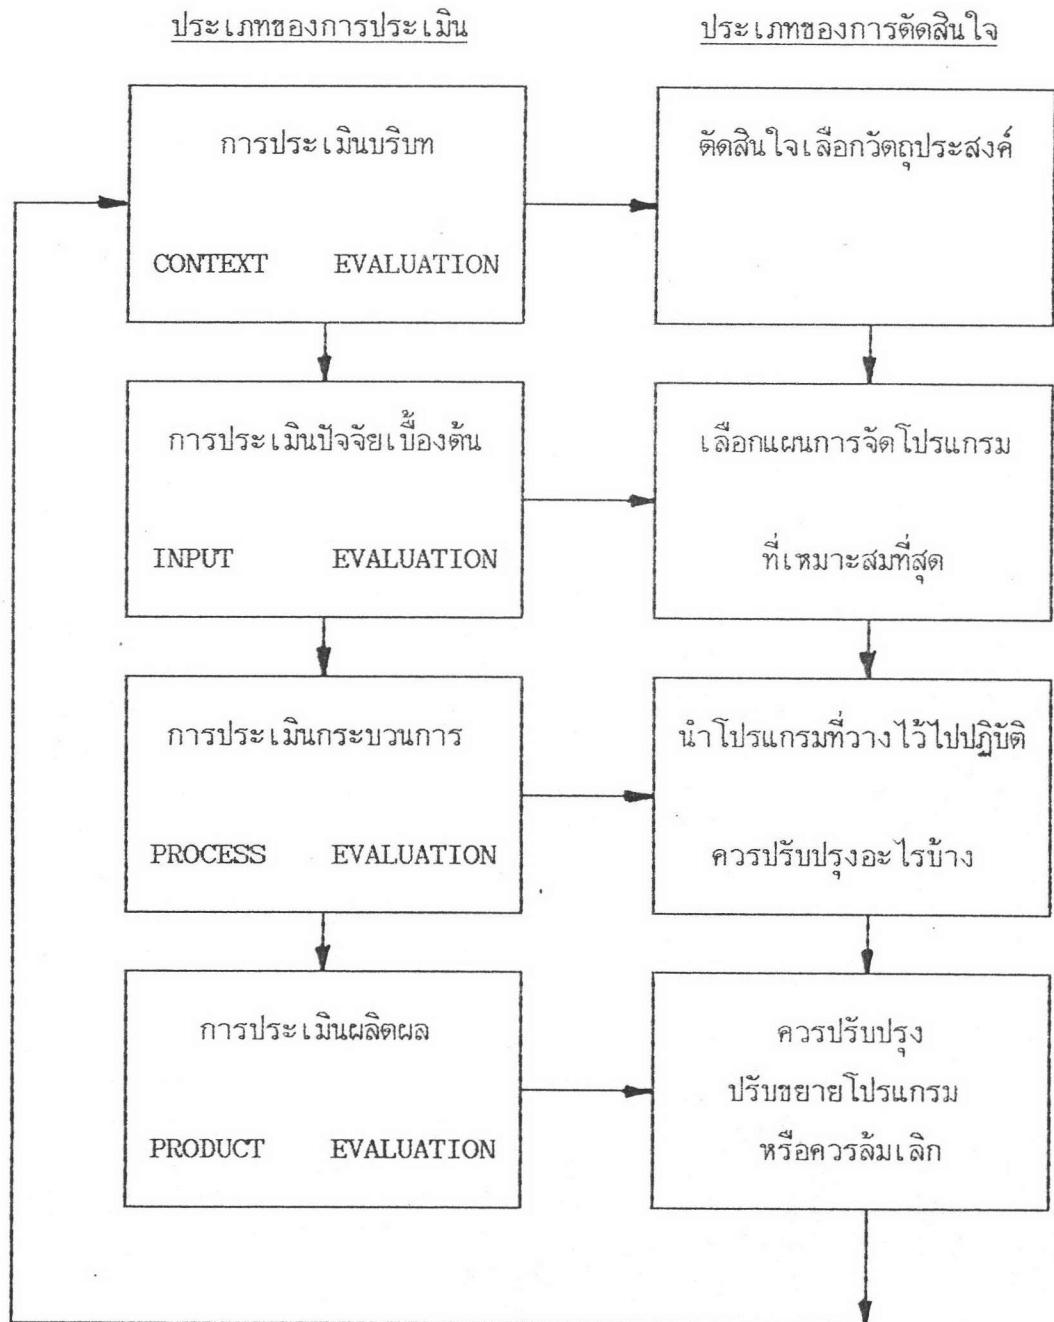 ประเภทของการประเมิน
ประเภทของการตัดสินใจ
การประเมินบริบท
CONTEXT EVALUATION
ตัดสินใจเลือกวัตถุประสงค์
การประเมินปัจจัยเบื้องต้น
INPUT EVALUATION
เลือกแผนการจัดโปรแกรม
ที่เหมาะสมที่สุด
การประเมินกระบวนการ
PROCESS EVALUATION
นำโปรแกรมที่วางไว้ไปปฏิบัติ
ควรปรับปรุงอะไรบ้าง
การประเมินผลิตผล
PRODUCT EVALUATION
ควรปรับปรุง
ปรับขยายโปรแกรม
หรือควรล้มเลิก